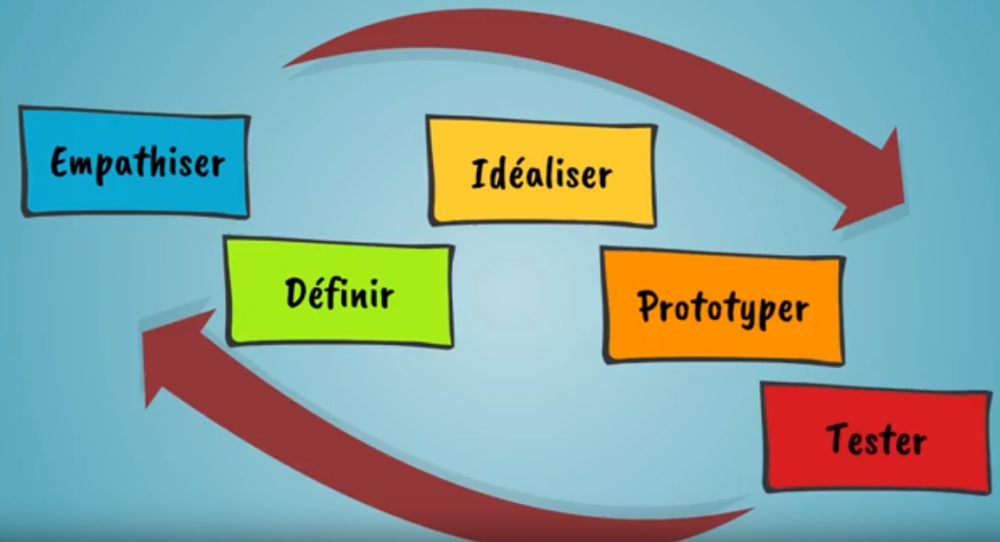 Empathiser
Définir
Idéaliser
Prototyper
Tester